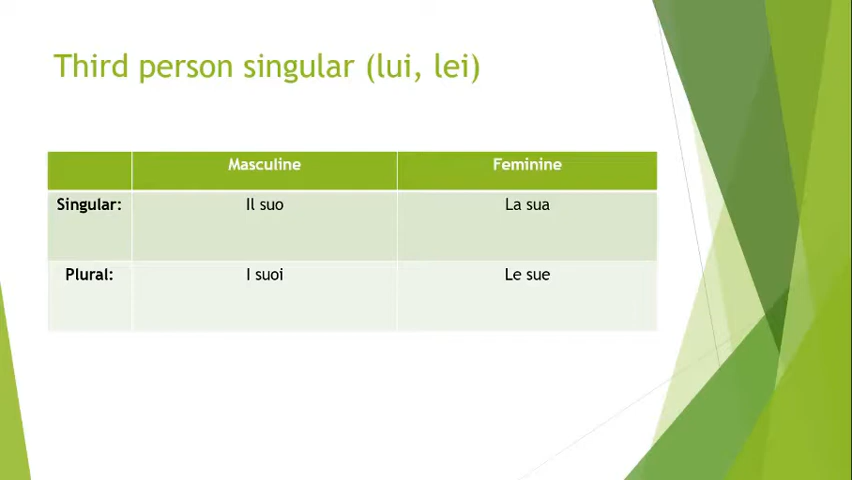 Third person singular (lui, lei)
Masculine Feminine
Singular: Il suo La sua
Plural: I suoi Le sue